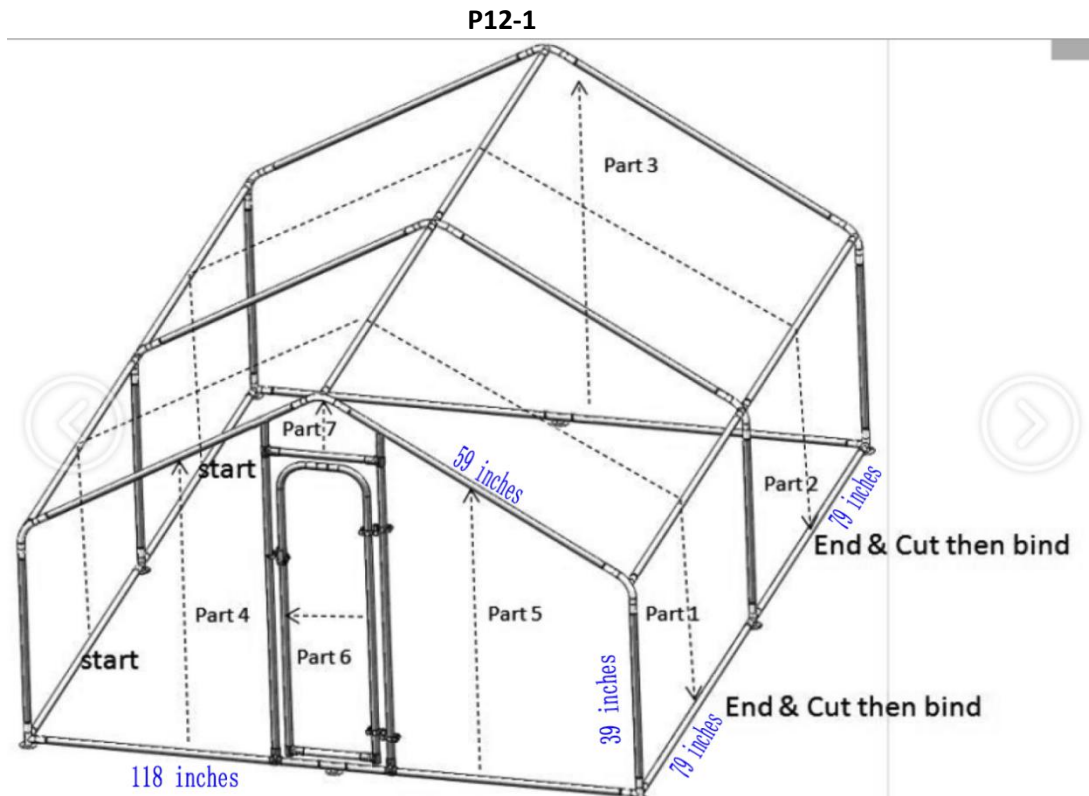 P12-1
Part 3
Part 7
start
59 inches
Part 2
79 inches
End & Cut then bind
Part 4
Part 5
Part 1
Part 6
start
39 inches
End & Cut then bind
79 inches
118 inches